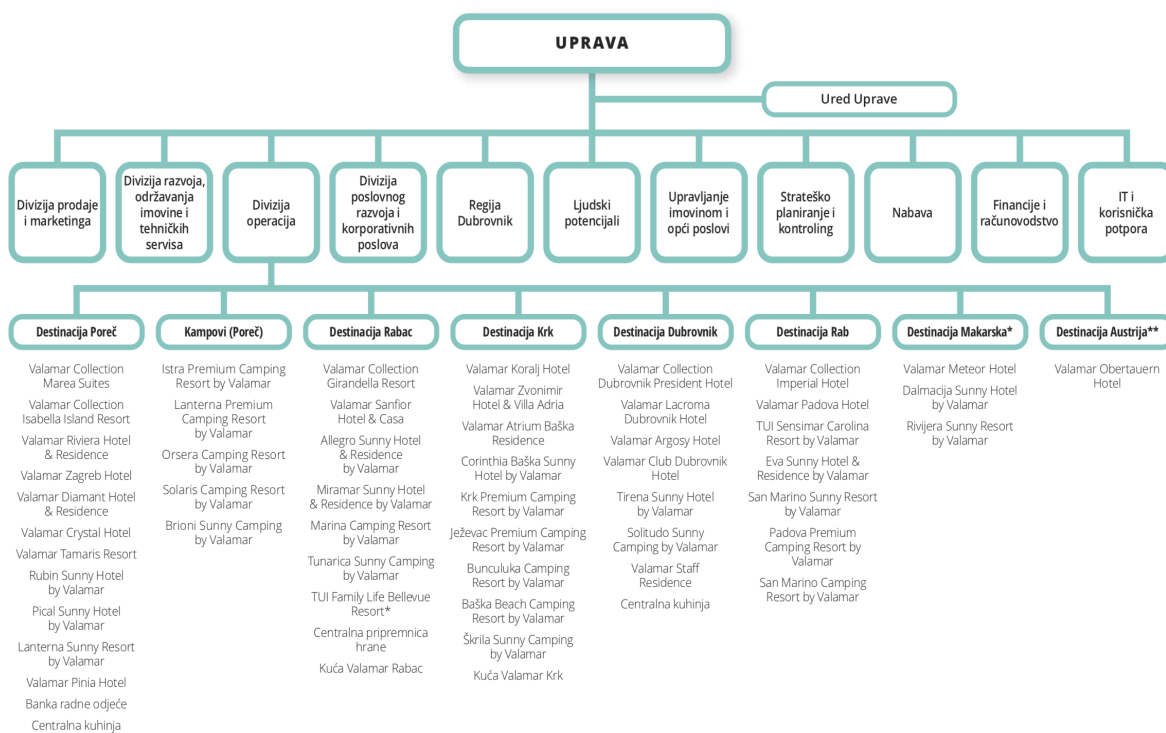 UPRAVA
Ured Uprave
Divizija prodaje
i marketinga
Divizija razvoja,
održavanja
imovine i
tehničkih
servisa
Divizija
operacija
Divizija
poslovnog
razvoja i
korporativnih
poslova
Regija
Dubrovnik
Ljudski
potencijali
Upravljanje
imovinom i
opći poslovi
Strateško
planiranje i
kontroling
Nabava
Financije i
računovodstvo
IT i
korisnička
potpora
Destinacija Poreč
Valamar Collection
Marea Suites
Valamar Collection
Isabella Island Resort
Valamar Riviera Hotel
& Residence
Valamar Zagreb Hotel
Valamar Diamant Hotel
& Residence
Valamar Crystal Hotel
Valamar Tamaris Resort
Rubin Sunny Hotel
by Valamar
Pical Sunny Hotel
by Valamar
Lanterna Sunny Resort
by Valamar
Valamar Pinia Hotel
Banka radne odjeće
Centralna kuhinja
Kampovi (Poreč)
Istra Premium Camping
Resort by Valamar
Lanterna Premium
Camping Resort
by Valamar
Orsera Camping Resort
by Valamar
Solaris Camping Resort
by Valamar
Brioni Sunny Camping
by Valamar
Destinacija Rabac
Valamar Collection
Girandella Resort
Valamar Sanfior
Hotel & Casa
Allegro Sunny Hotel
& Residence
by Valamar
Miramar Sunny Hotel
& Residence by Valamar
Marina Camping Resort
by Valamar
Tunarica Sunny Camping
by Valamar
TUI Family Life Bellevue
Resort*
Centralna pripremnica
hrane
Kuća Valamar Rabac
Destinacija Krk
Valamar Koralj Hotel
Valamar Zvonimir
Hotel & Villa Adria
Valamar Atrium Baška
Residence
Corinthia Baška Sunny
Hotel by Valamar
Krk Premium Camping
Resort by Valamar
Ježevac Premium Camping
Resort by Valamar
Bunculuka Camping
Resort by Valamar
Baška Beach Camping
Resort by Valamar
Škrila Sunny Camping
by Valamar
Kuća Valamar Krk
Destinacija Dubrovnik
Valamar Collection
Dubrovnik President Hotel
Valamar Lacroma
Dubrovnik Hotel
Valamar Argosy Hotel
Valamar Club Dubrovnik
Hotel
Tirena Sunny Hotel
by Valamar
Solitudo Sunny
Camping by Valamar
Valamar Staff
Residence
Centralna kuhinja
Destinacija Rab
Valamar Collection
Imperial Hotel
Valamar Padova Hotel
TUI Sensimar Carolina
Resort by Valamar
Eva Sunny Hotel &
Residence by Valamar
San Marino Sunny Resort
by Valamar
Padova Premium
Camping Resort by
Valamar
San Marino Camping
Resort by Valamar
Destinacija Makarska*
Valamar Meteor Hotel
Dalmacija Sunny Hotel
by Valamar
Rivijera Sunny Resort
by Valamar
Destinacija Austrija**
Valamar Obertauern
Hotel